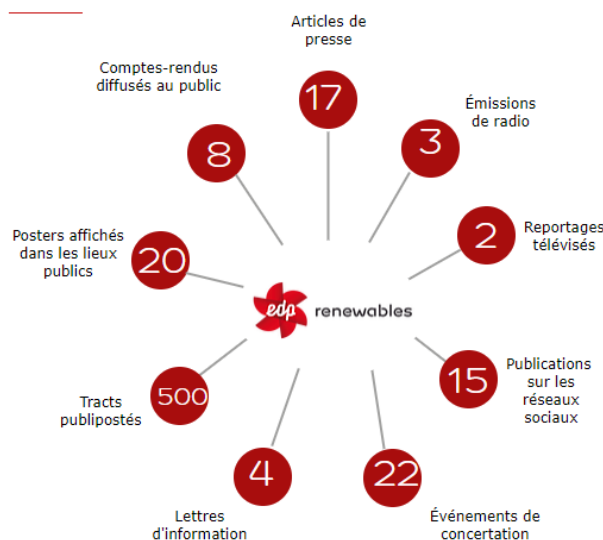 Articles de
presse
17
Émissions
de radio
3
Reportages
télévisés
2
Publications
sur les
réseaux
sociaux
15
Événements de
concertation
22
Lettres
d'information
4
Tracts
publipostés
500
Posters affichés
dans les lieux
publics
20
Comptes-rendus
diffusés au public
8
edp renewables